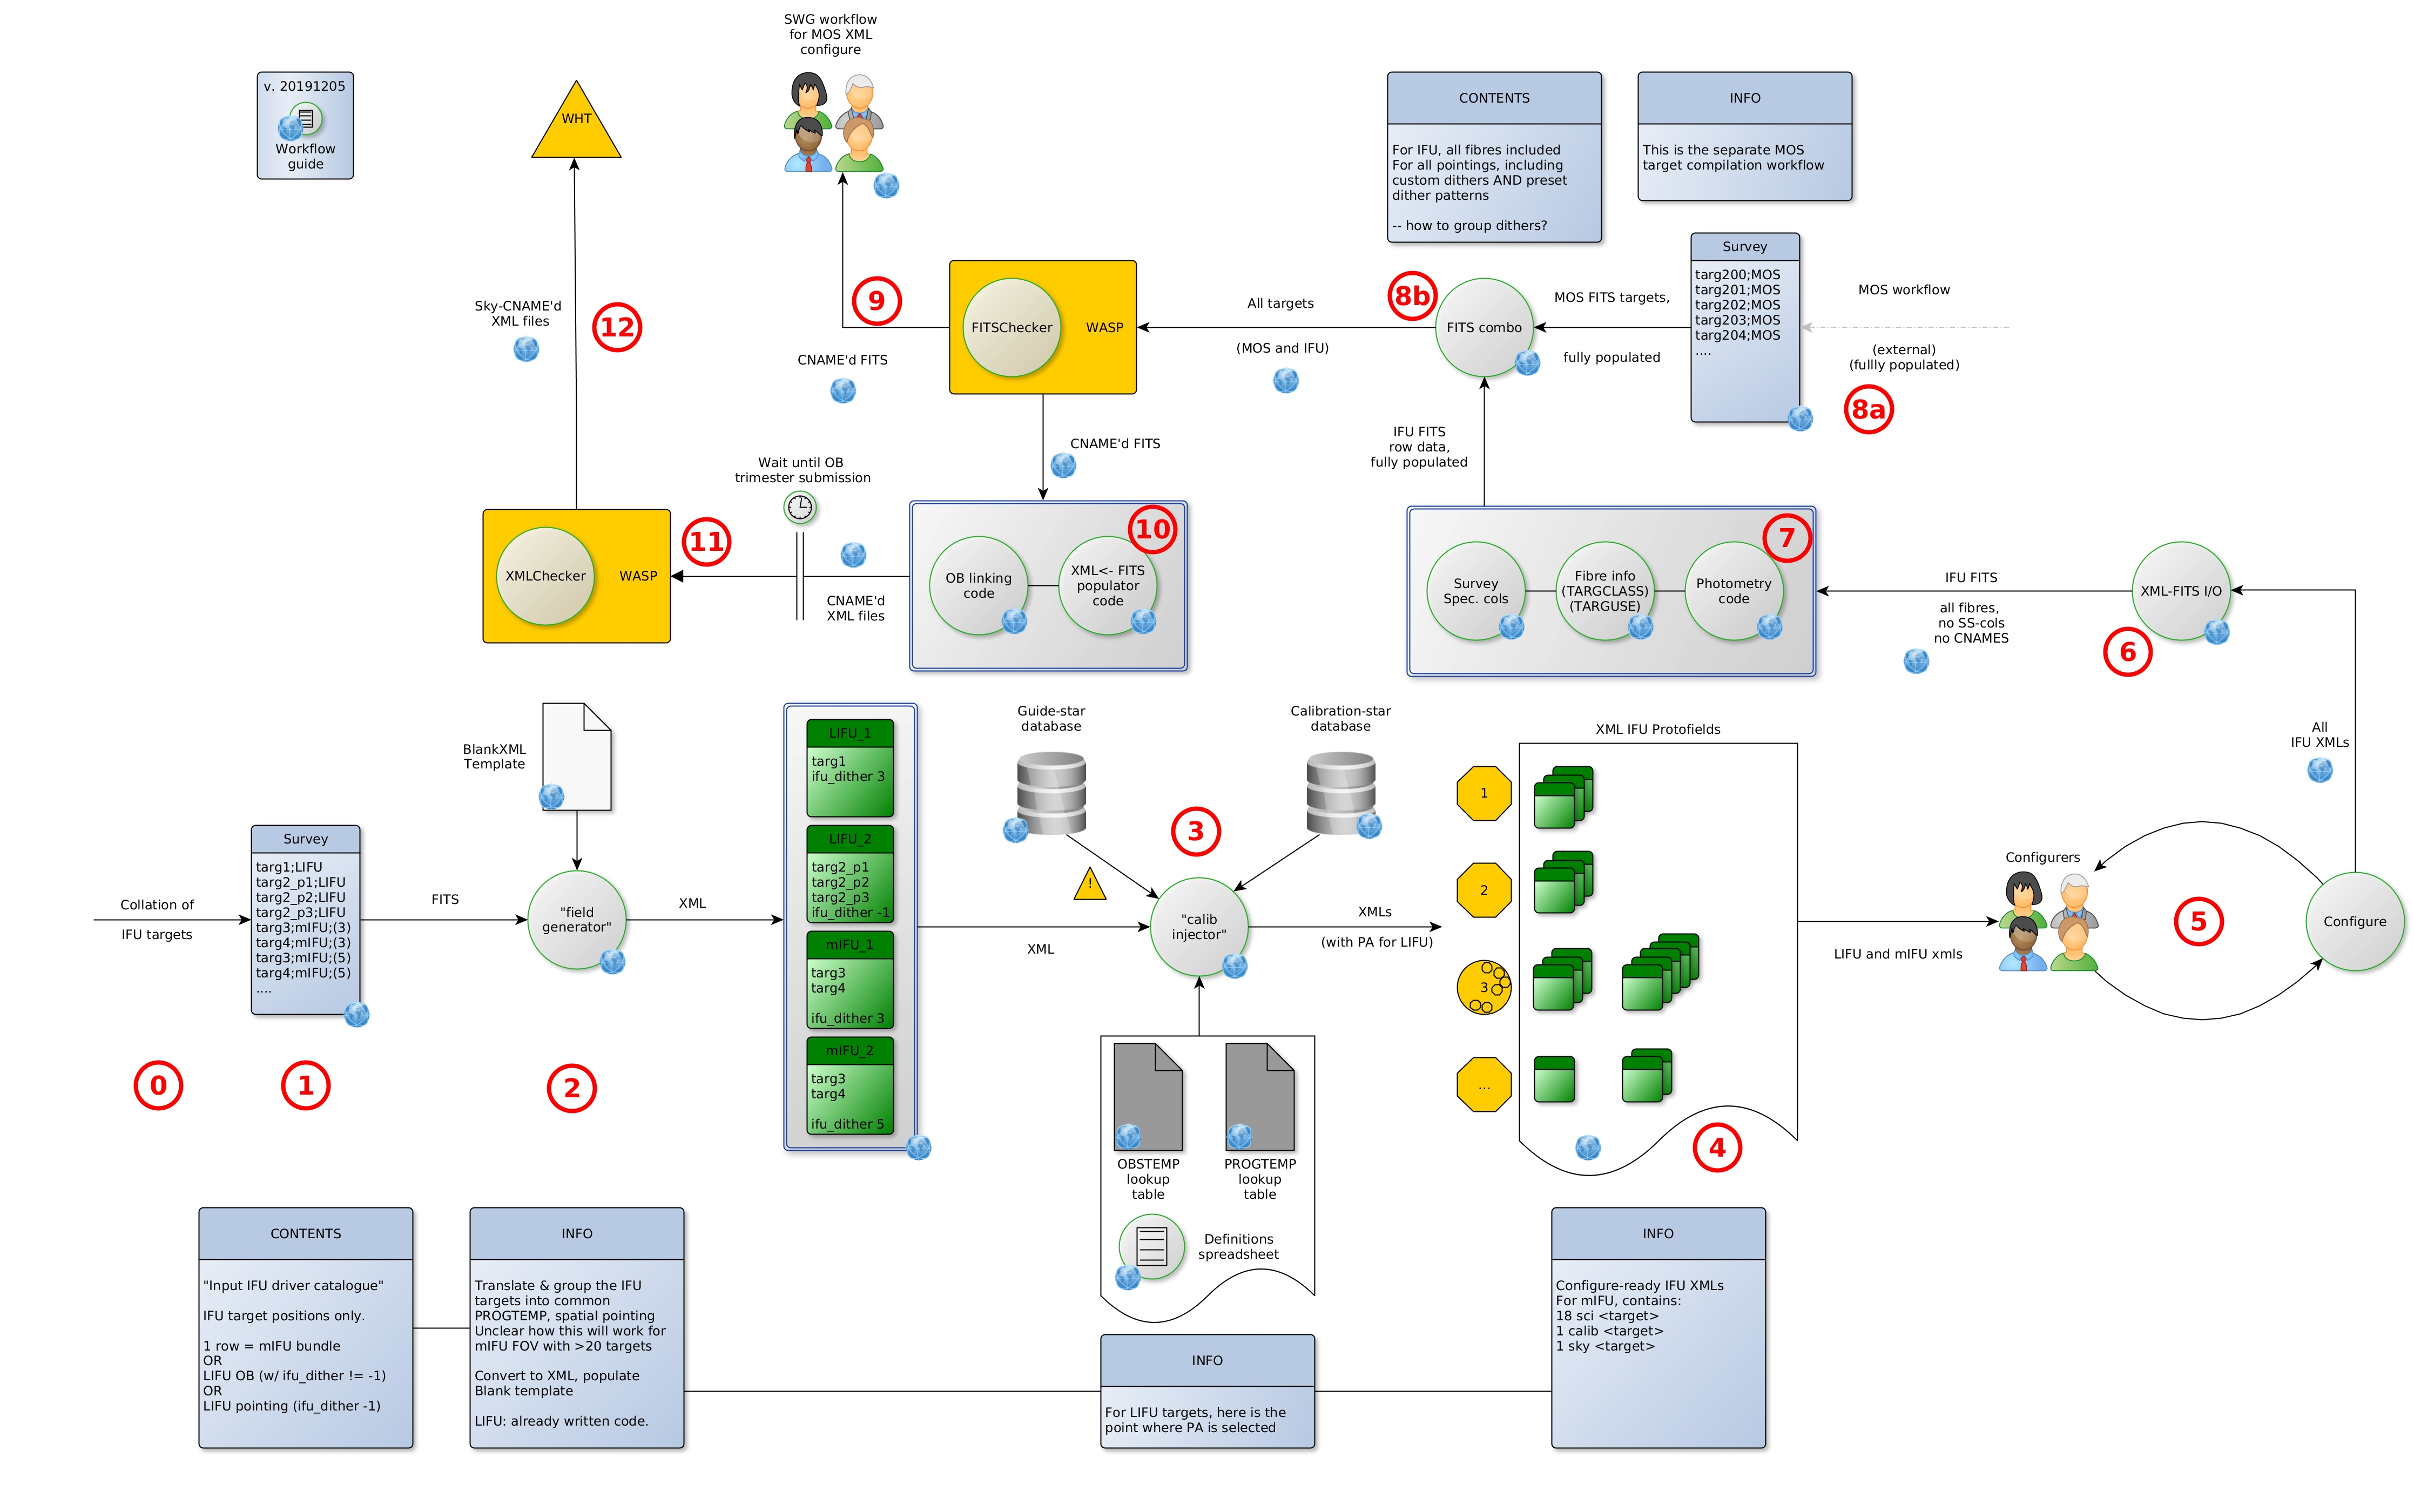 SWG workflow
for MOS XML
configure
v. 20191205
Workflow
guide
WHT
CONTENTS
For IFU, all fibres included
For all pointings, including
custom dithers AND preset
dither patterns
-- how to group dithers?
INFO
This is the separate MOS
target compilation workflow
Survey
targ200;MOS
targ201;MOS
targ202;MOS
targ203;MOS
targ204;MOS
....
MOS workflow
(external)
(fullly populated)
8a
MOS FITS targets,
fully populated
FITS combo
8b
All targets
(MOS and IFU)
FITSChecker
WASP
9
CNAME'd FITS
Sky-CNAME'd
XML files
12
CNAME'd FITS
IFU FITS
row data,
fully populated
Wait until OB
trimester submission
XMLChecker
WASP
11
CNAME'd
XML files
OB linking
code
XML<- FITS
populator
code
10
Survey
Spec. cols
Fibre info
(TARGCLASS)
(TARGUSE)
Photometry
code
7
IFU FITS
all fibres,
no SS-cols
no CNAMES
XML-FITS I/O
6
All
IFU XMLs
BlankXML
Template
Survey
targ1;LIFU
targ2_p1;LIFU
targ2_p2;LIFU
targ2_p3;LIFU
targ3;mIFU;(3)
targ4;mIFU;(3)
targ3;mIFU;(5)
targ4;mIFU;(5)
....
Collation of
IFU targets
FITS
"field
generator"
XML
0
1
2
LIFU_1
targ1
ifu_dither 3
LIFU_2
targ2_p1
targ2_p2
targ2_p3
ifu_dither -1
mIFU_1
targ3
targ4
ifu_dither 3
mIFU_2
targ3
targ4
ifu_dither 5
Guide-star
database
Calibration-star
database
3
!
XML
"calib
injector"
XMLs
(with PA for LIFU)
OBSTEMP
lookup
table
PROGTEMP
lookup
table
Definitions
spreadsheet
XML IFU Protofields
1
2
3
...
4
LIFU and mIFU xmls
Configurers
5
Configure
CONTENTS
"Input IFU driver catalogue"
IFU target positions only.
1 row = mIFU bundle
OR
LIFU OB (w/ ifu_dither != -1)
OR
LIFU pointing (ifu_dither -1)
INFO
Translate & group the IFU
targets into common
PROGTEMP, spatial pointing
Unclear how this will work for
mIFU FOV with >20 targets
Convert to XML, populate
Blank template
LIFU: already written code.
INFO
For LIFU targets, here is the
point where PA is selected
INFO
Configure-ready IFU XMLs
For mIFU, contains:
18 sci <target>
1 calib <target>
1 sky <target>